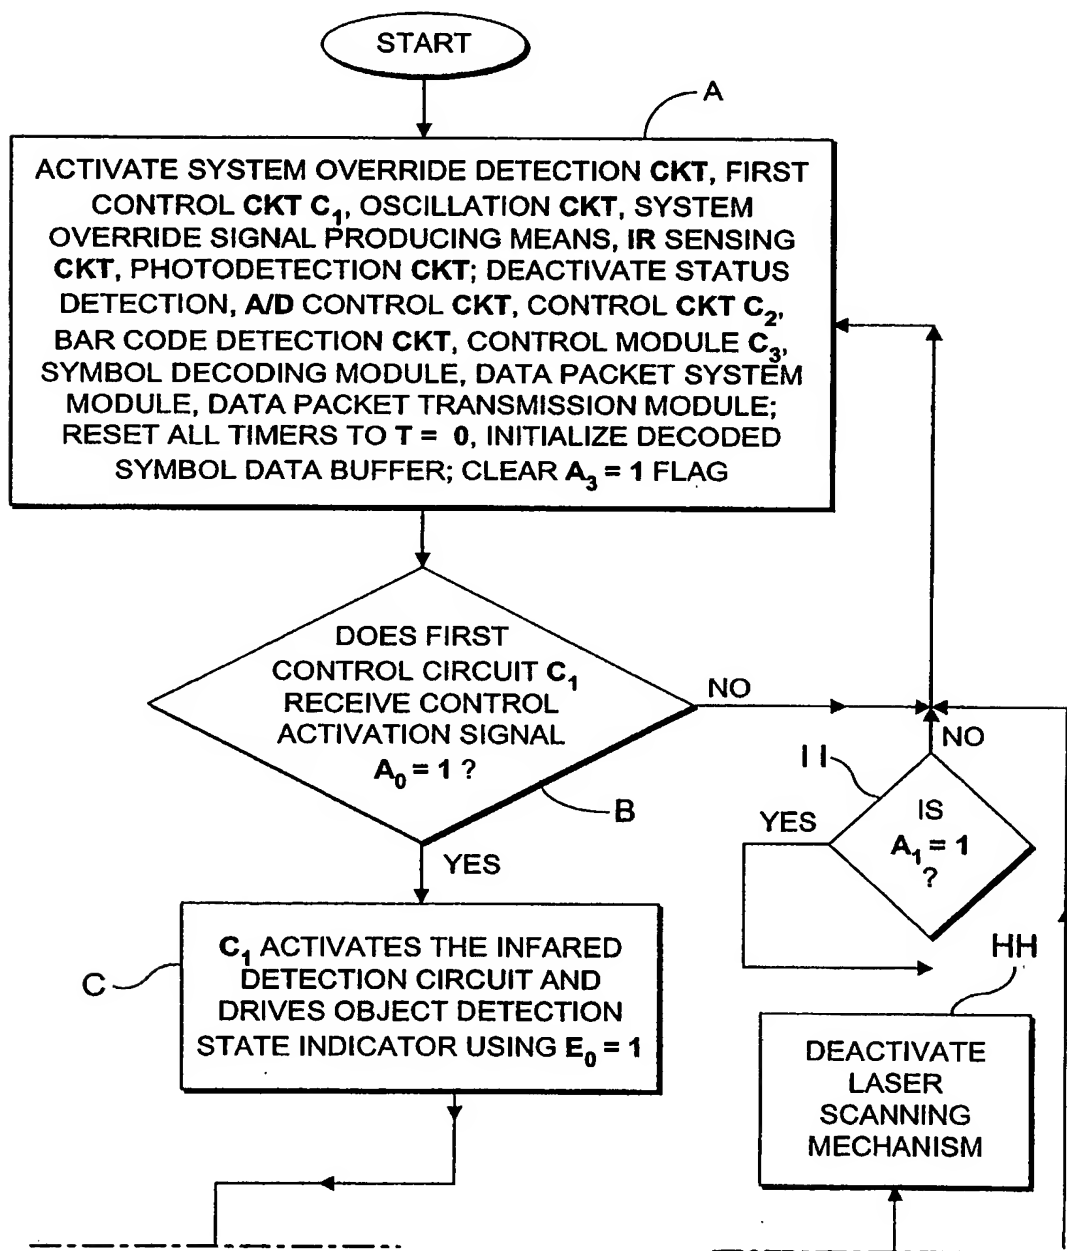 START
A
ACTIVATE SYSTEM OVERRIDE DETECTION CKT, FIRST
CONTROL CKT C₁, OSCILLATION CKT, SYSTEM
OVERRIDE SIGNAL PRODUCING MEANS, IR SENSING
CKT, PHOTODETECTION CKT; DEACTIVATE STATUS
DETECTION, A/D CONTROL CKT, CONTROL CKT C₂,
BAR CODE DETECTION CKT, CONTROL MODULE C₃,
SYMBOL DECODING MODULE, DATA PACKET SYSTEM
MODULE, DATA PACKET TRANSMISSION MODULE;
RESET ALL TIMERS TO T = 0, INITIALIZE DECODED
SYMBOL DATA BUFFER; CLEAR A₃ = 1 FLAG
DOES FIRST
CONTROL CIRCUIT C₁
RECEIVE CONTROL
ACTIVATION SIGNAL
A₀ = 1 ?
NO
B
YES
NO
II
YES
IS
A₁ = 1
?
C₁ ACTIVATES THE INFARED
DETECTION CIRCUIT AND
DRIVES OBJECT DETECTION
STATE INDICATOR USING E₀ = 1
C
HH
DEACTIVATE
LASER
SCANNING
MECHANISM